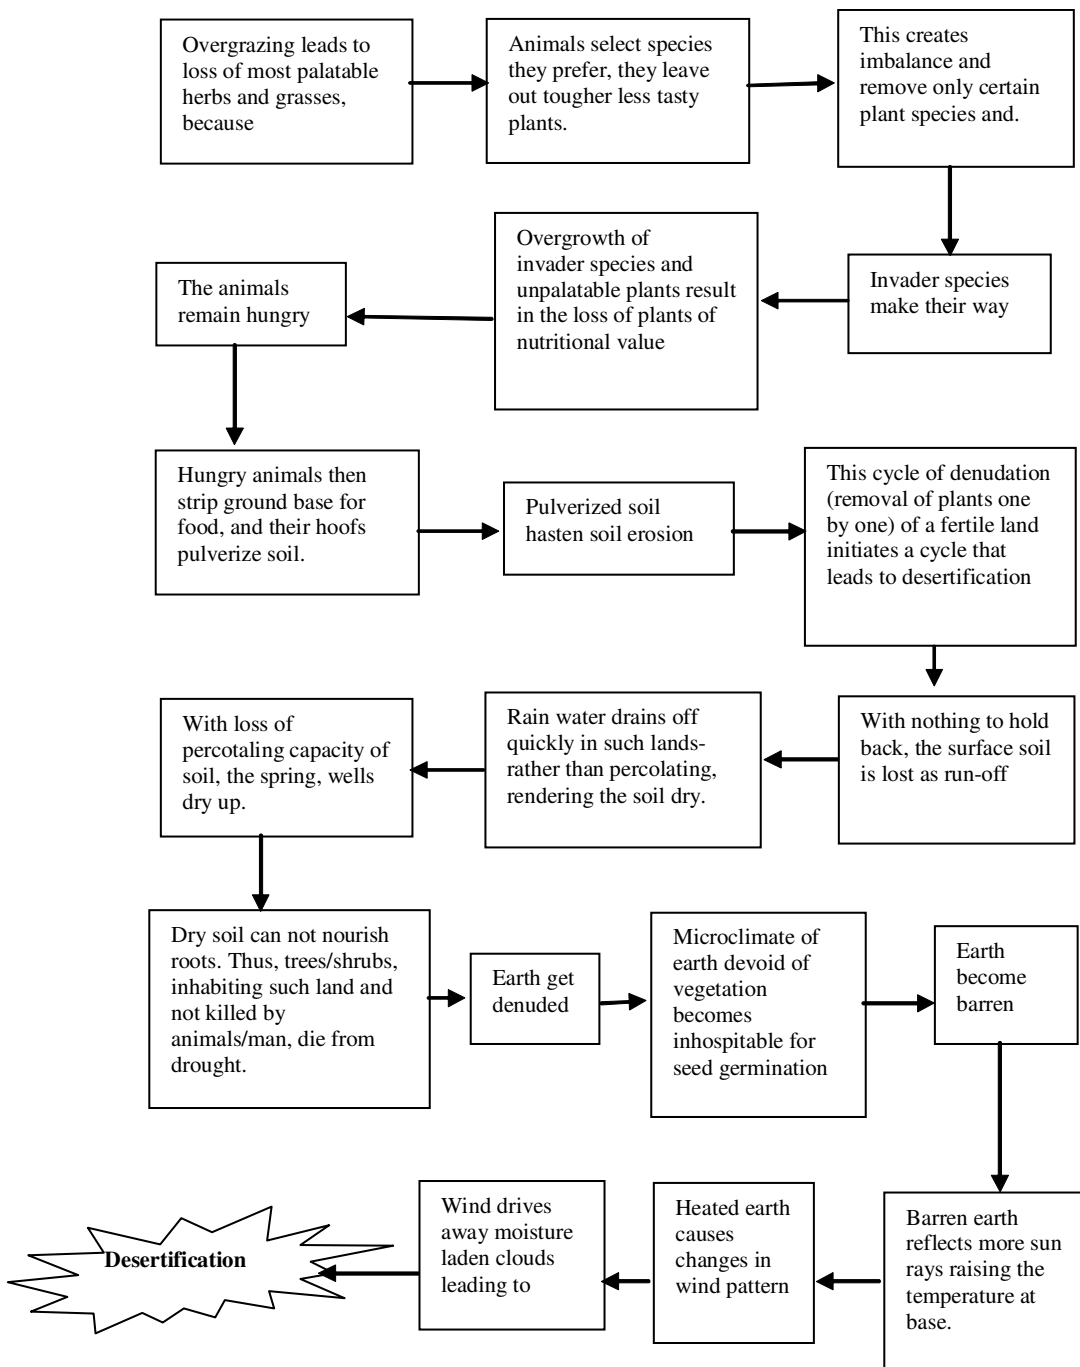 Overgrazing leads to
loss of most palatable
herbs and grasses,
because
Animals select species
they prefer, they leave
out tougher less tasty
plants.
This creates
imbalance and
remove only certain
plant species and.
Invader species
make their way
Overgrowth of
invader species and
unpalatable plants result
in the loss of plants of
nutritional value
The animals
remain hungry
Hungry animals then
strip ground base for
food, and their hoofs
pulverize soil.
Pulverized soil
hasten soil erosion
This cycle of denudation
(removal of plants one
by one) of a fertile land
initiates a cycle that
leads to desertification
With nothing to hold
back, the surface soil
is lost as run-off
Rain water drains off
quickly in such lands-
rather than percolating,
rendering the soil dry.
With loss of
percotaling capacity of
soil, the spring, wells
dry up.
Dry soil can not nourish
roots. Thus, trees/shrubs,
inhabiting such land and
not killed by
animals/man, die from
drought.
Earth get
denuded
Microclimate of
earth devoid of
vegetation
becomes
inhospitable for
seed germination
Earth
become
barren
Barren earth
reflects more sun
rays raising the
temperature at
base.
Heated earth
causes
changes in
wind pattern
Wind drives
away moisture
laden clouds
leading to
Desertification